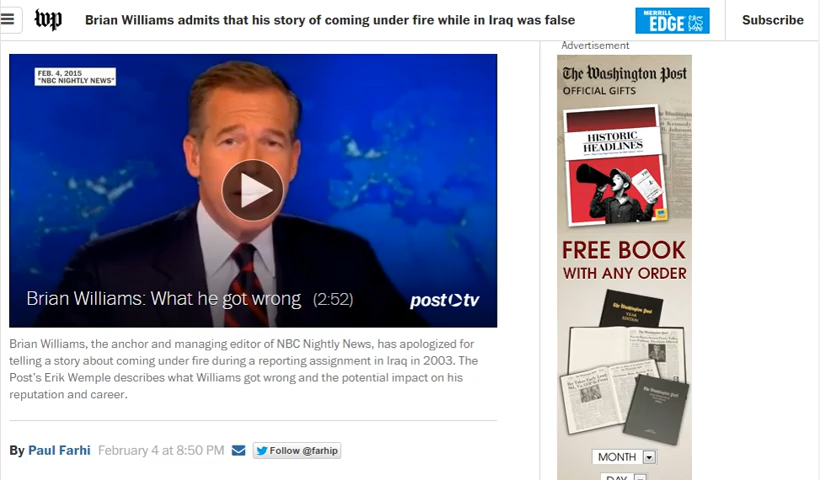 wp
Brian Williams admits that his story of coming under fire while in Iraq was false
MERRILL
EDGE
Subscribe
FEB. 4, 2015
"NBC NIGHTLY NEWS"
Brian Williams: What he got wrong (2:52)
post tv
Brian Williams, the anchor and managing editor of NBC Nightly News, has apologized for
telling a story about coming under fire during a reporting assignment in Iraq in 2003. The
Post's Erik Wemple describes what Williams got wrong and the potential impact on his
reputation and career.
By Paul Farhi February 4 at 8:50 PM Follow @farhip
Advertisement
The Washington Post
OFFICIAL GIFTS
HISTORIC
HEADLINES
FREE BOOK
WITH ANY ORDER
The Washington Post
MONTH
DAY